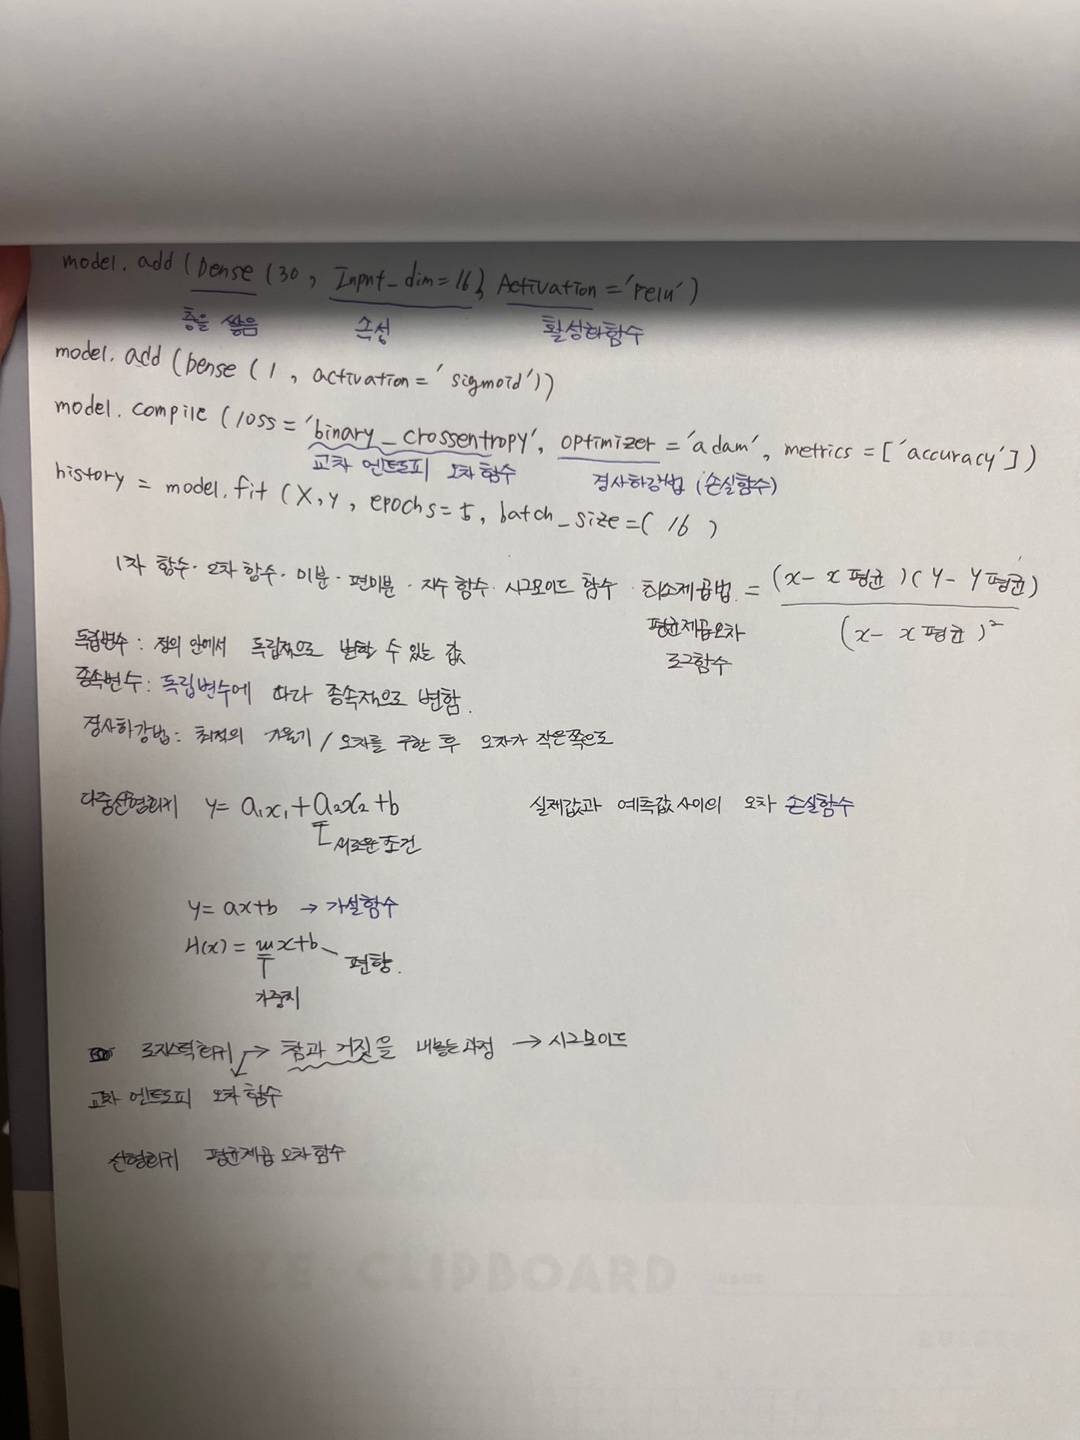 model. add (Dense (30, Input_dim=16, Activation='relu')
층을 쌓음 속성 활성화함수
model. add (Dense (1, activation='sigmoid'))
model. compile (loss='binary_crossentropy', optimizer='adam', metrics=['accuracy'])
교차 엔트로피 오차 함수 경사하강법 (손실함수)
history = model.fit (X, y, epochs=5, batch_size=( 16 )
1차 함수· 오차 함수· 미분· 편미분 · 지수 함수· 시그모이드 함수 · 최소제곱법 = (x- x 평균 )( y- y 평균)
(x- x 평균 )²
평균제곱오차
로그함수
독립변수 : 정의 안에서 독립적으로 변할 수 있는 값
종속변수 : 독립변수에 따라 종속적으로 변함.
경사하강법: 최적의 기울기 / 오차를 구한 후 오차가 작은쪽으로
다중선형회귀 y= a₁x₁+a₂x₂+b 실제값과 예측값 사이의 오차 손실함수
새로운 조건
y= ax+b → 가설함수
H(x) = wx+b 편향.
가중치
로지스틱회귀 → 참과 거짓을 내놓는과정 → 시그모이드
교차 엔트로피 오차 함수
선형회귀 평균제곱 오차함수
CLIPBOARD